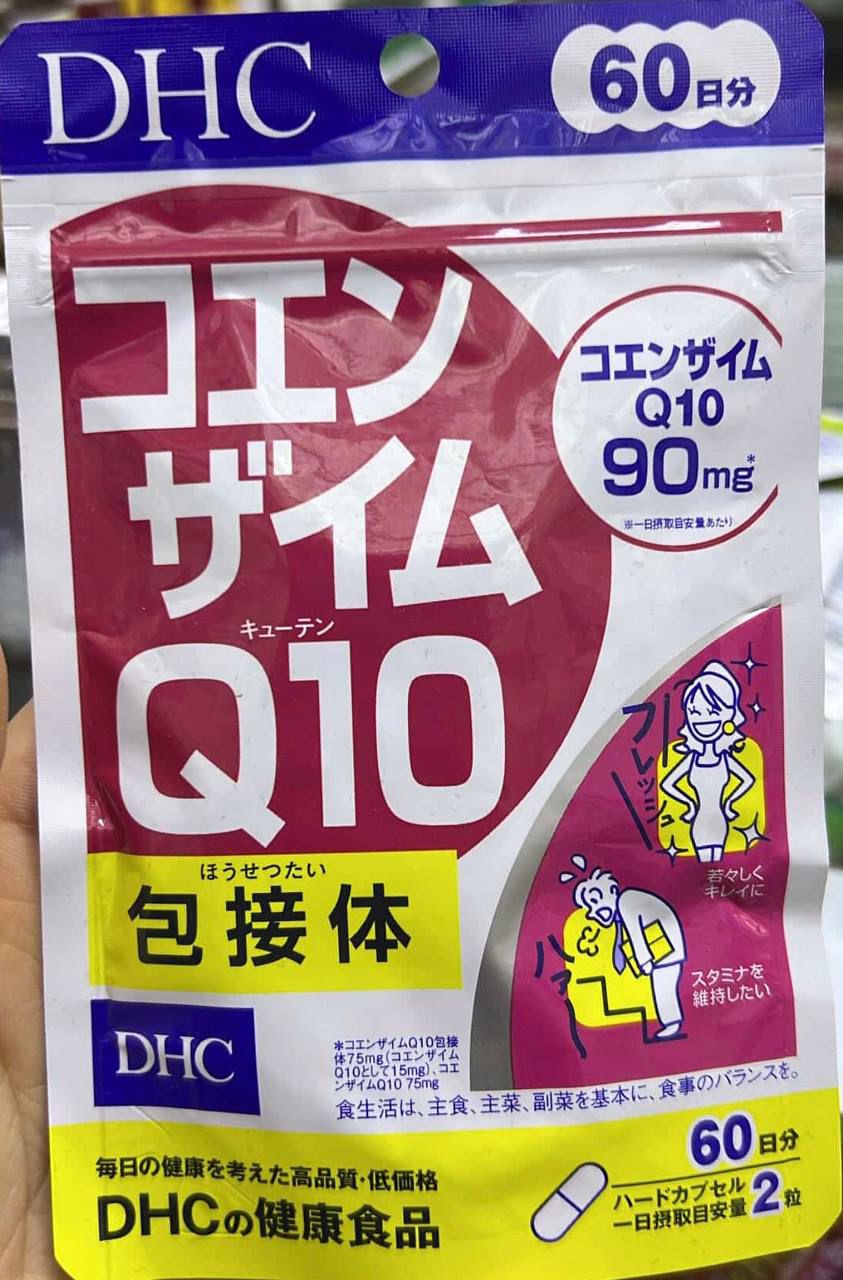 DHC
60日分
コエン
ザイム
キューテン
Q10
コエンザイム
Q10
90mg*
※一日摂取目安量あたり)
ほうせつたい
包接体
フレッシュ
若々しく
キレイに
ハァー
スタミナを
維持したい
DHC
*コエンザイムQ10包接
体75mg(コエンザイム
Q10として15mg)、コエ
ンザイムQ10 75mg
食生活は、主食、主菜、副菜を基本に、食事のバランスを。
毎日の健康を考えた高品質・低価格
DHCの健康食品
60日分
ハードカプセル
一日摂取目安量2粒